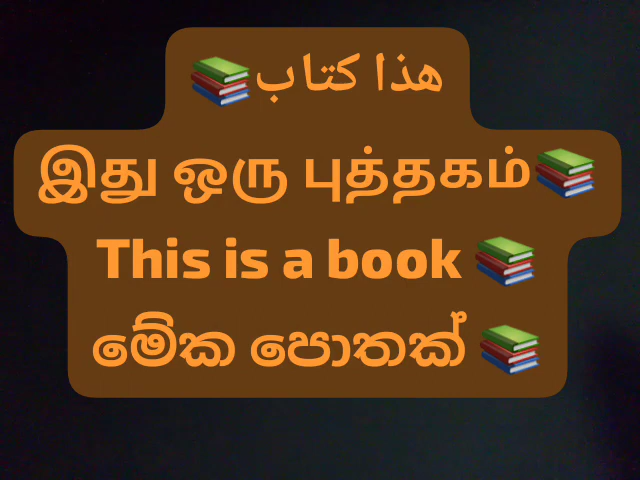 هذا كتاب📚
இது ஒரு புத்தகம்📚
This is a book 📚
මේක පොතක් 📚